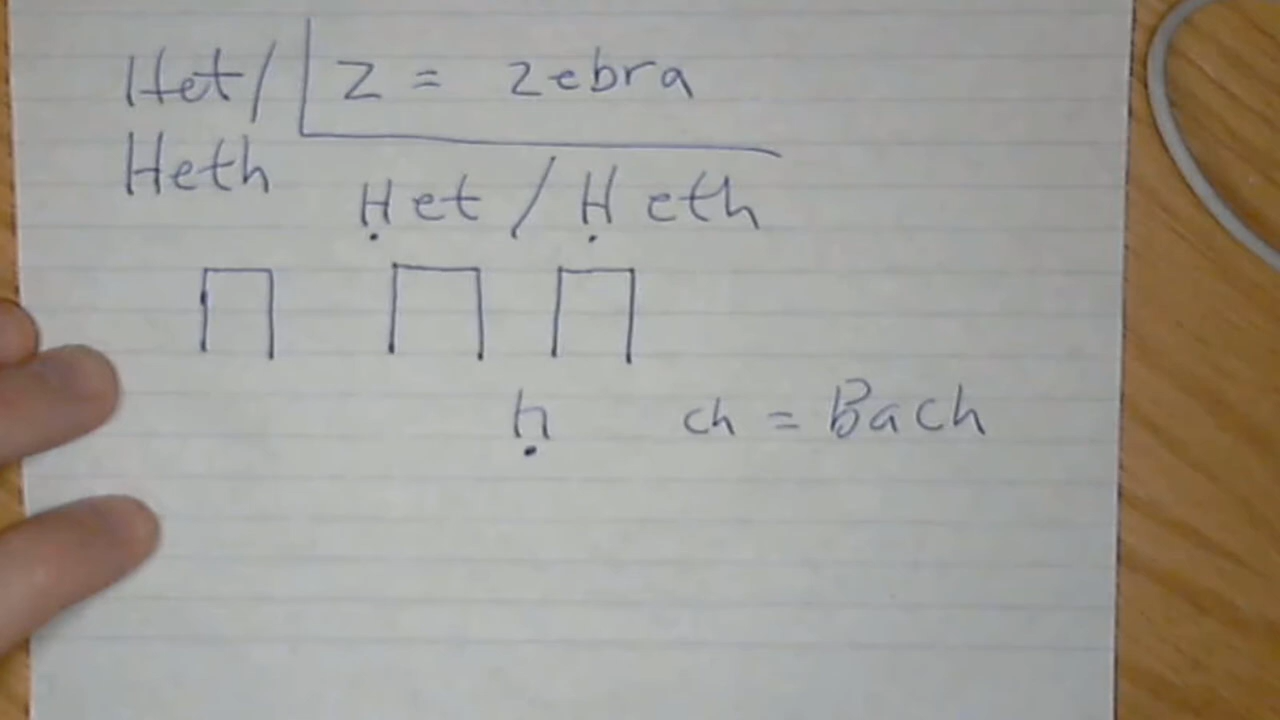 Het/ z = zebra
Heth
Ḥet / Ḥeth
ח ח ח
ḥ ch = Bach